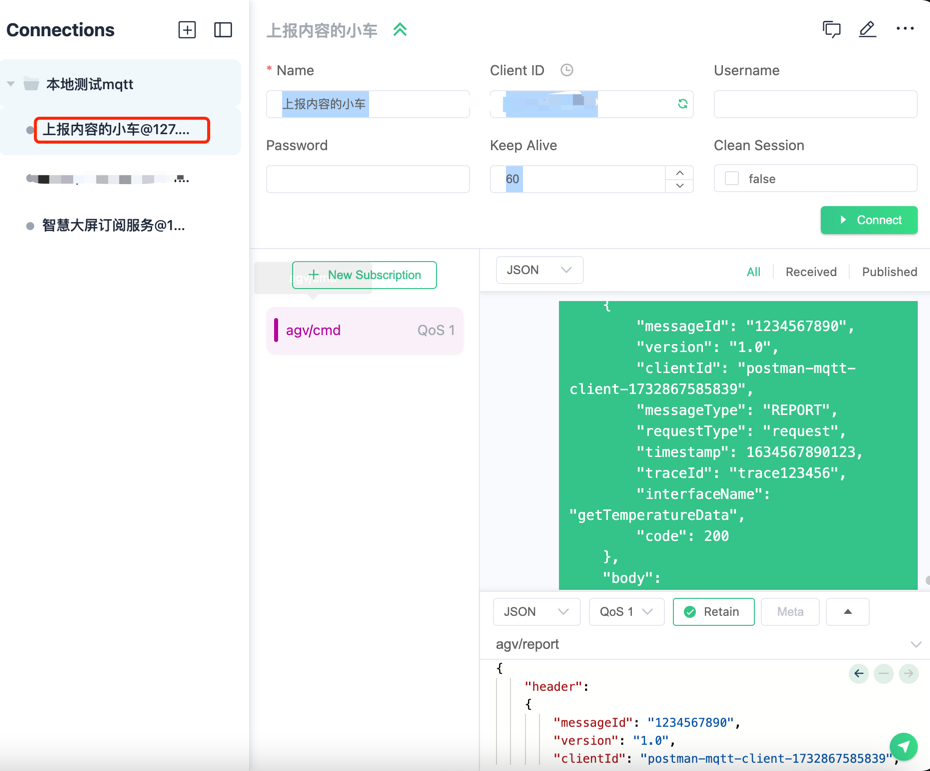 Connections
本地测试mqtt
上报内容的小车@127....
...
智慧大屏订阅服务@1...
上报内容的小车
* Name
Client ID
Username
上报内容的小车
Password
Keep Alive
Clean Session
60
false
Connect
New Subscription
agv/cmd QoS 1
JSON
All Received Published
{
"messageId": "1234567890",
"version": "1.0",
"clientId": "postman-mqtt-
client-1732867585839",
"messageType": "REPORT",
"requestType": "request",
"timestamp": 1634567890123,
"traceId": "trace123456",
"interfaceName":
"getTemperatureData",
"code": 200
},
"body":
JSON QoS 1 Retain Meta
agv/report
{
"header":
{
"messageId": "1234567890",
"version": "1.0",
"clientId": "postman-mqtt-client-1732867585839",